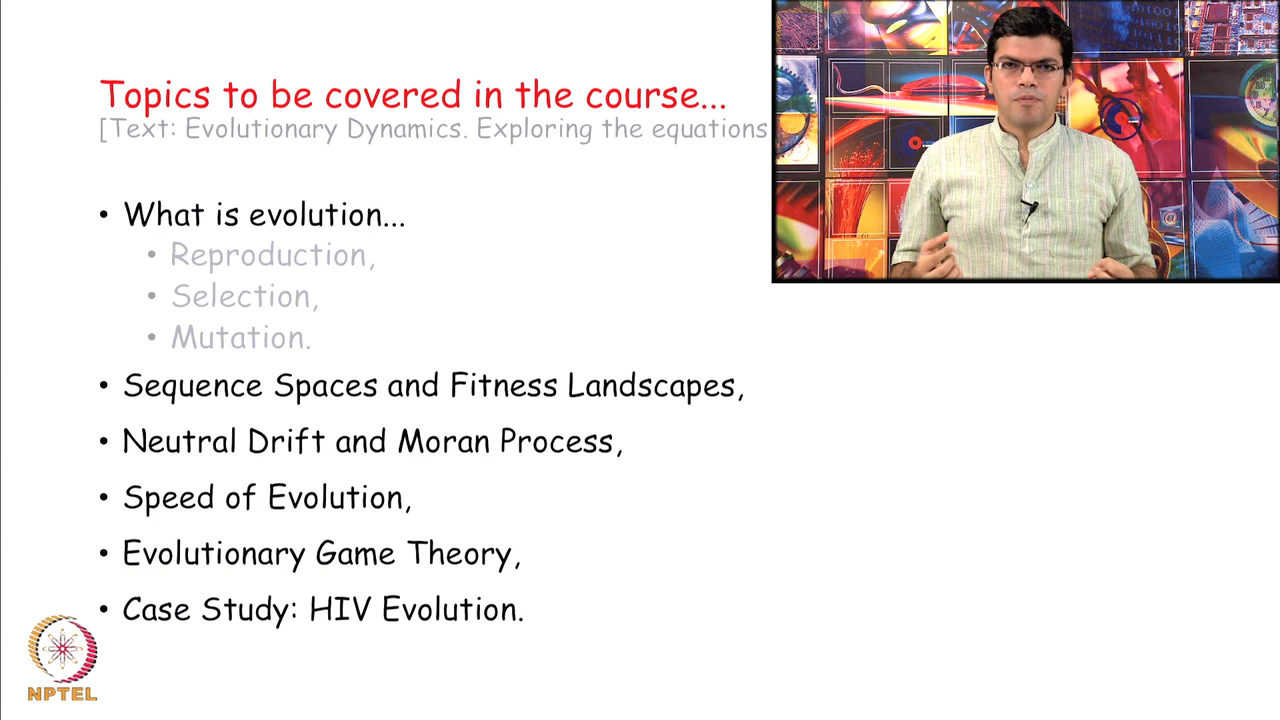 Topics to be covered in the course...
[Text: Evolutionary Dynamics. Exploring the equations
• What is evolution...
• Reproduction,
• Selection,
• Mutation.
• Sequence Spaces and Fitness Landscapes,
• Neutral Drift and Moran Process,
• Speed of Evolution,
• Evolutionary Game Theory,
• Case Study: HIV Evolution.
NPTEL